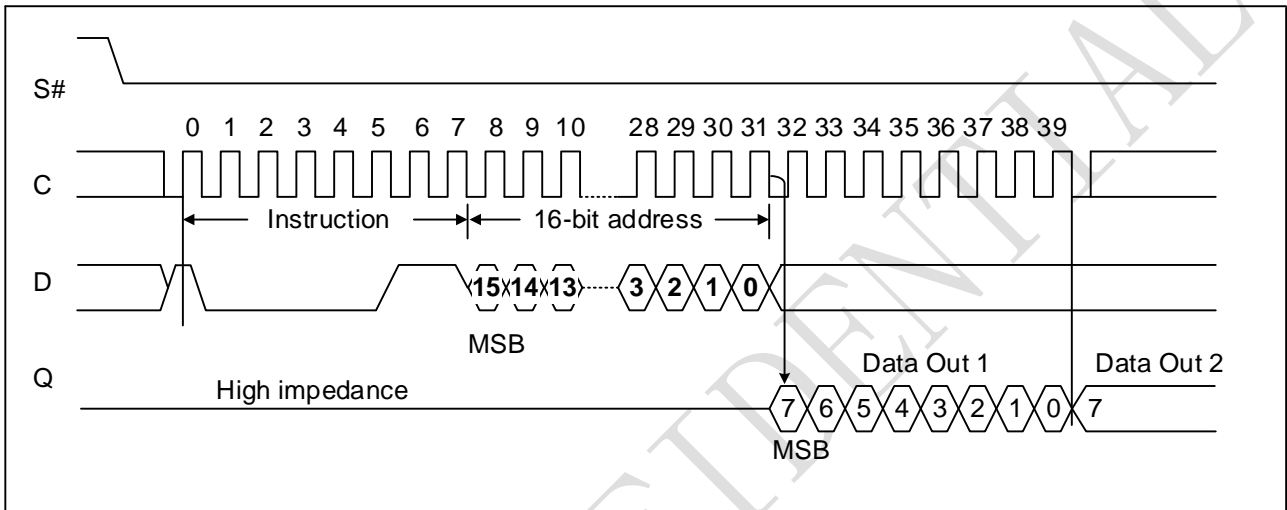 S#
0 1 2 3 4 5 6 7 8 9 10 28 29 30 31 32 33 34 35 36 37 38 39
C
Instruction 16-bit address
D
15 14 13 3 2 1 0
MSB
Q
High impedance
Data Out 1 Data Out 2
7 6 5 4 3 2 1 0 7
MSB